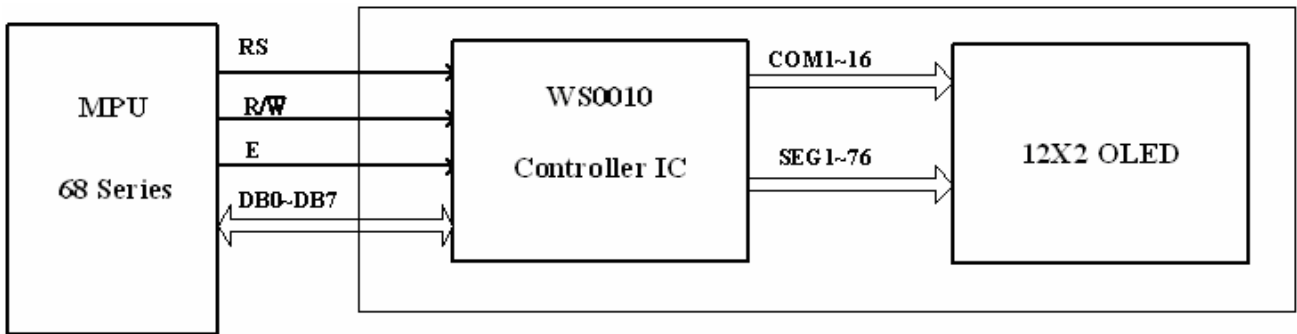 MPU
68 Series
RS
R/W̅
E
DB0~DB7
WS0010
Controller IC
COM1~16
SEG1~76
12X2 OLED